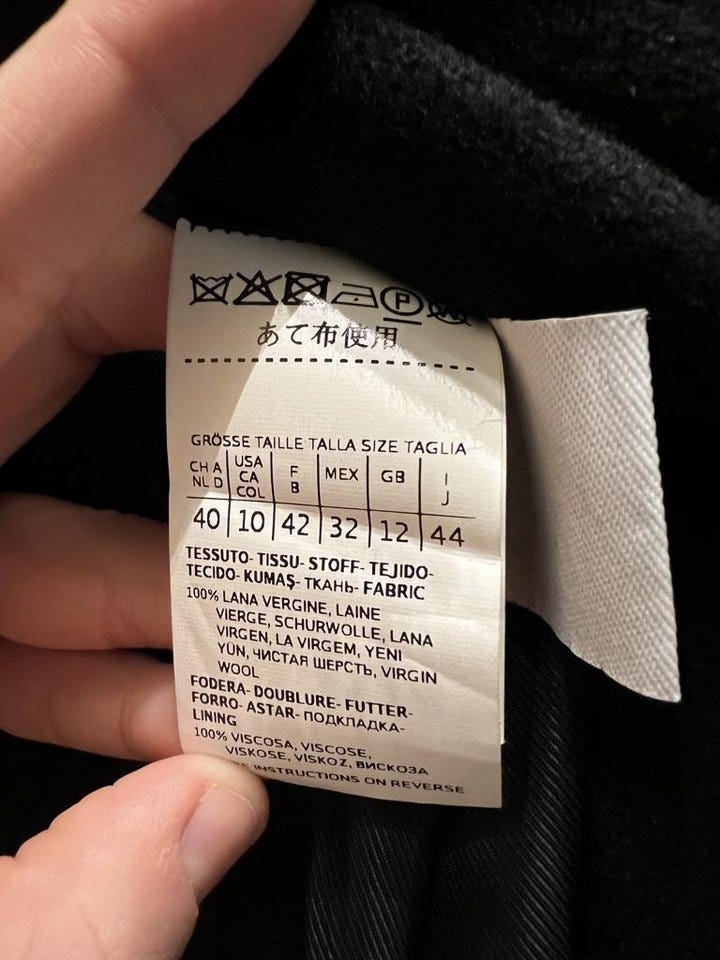 P
あて布使用
GRÖSSE TAILLE TALLA SIZE TAGLIA
CH A NL D USA CA COL F B MEX GB I J
40 10 42 32 12 44
TESSUTO- TISSU- STOFF- TEJIDO-
TECIDO- KUMAŞ- ТКАНЬ- FABRIC
100% LANA VERGINE, LAINE
VIERGE, SCHURWOLLE, LANA
VIRGEN, LA VIRGEM, YENI
YÜN, ЧИСТАЯ ШЕРСТЬ, VIRGIN
WOOL
FODERA- DOUBLURE- FUTTER-
FORRO- ASTAR- ПОДКЛАДКА-
LINING
100% VISCOSA, VISCOSE,
VISKOSE, VİSKOZ, ВИСКОЗА
INSTRUCTIONS ON REVERSE